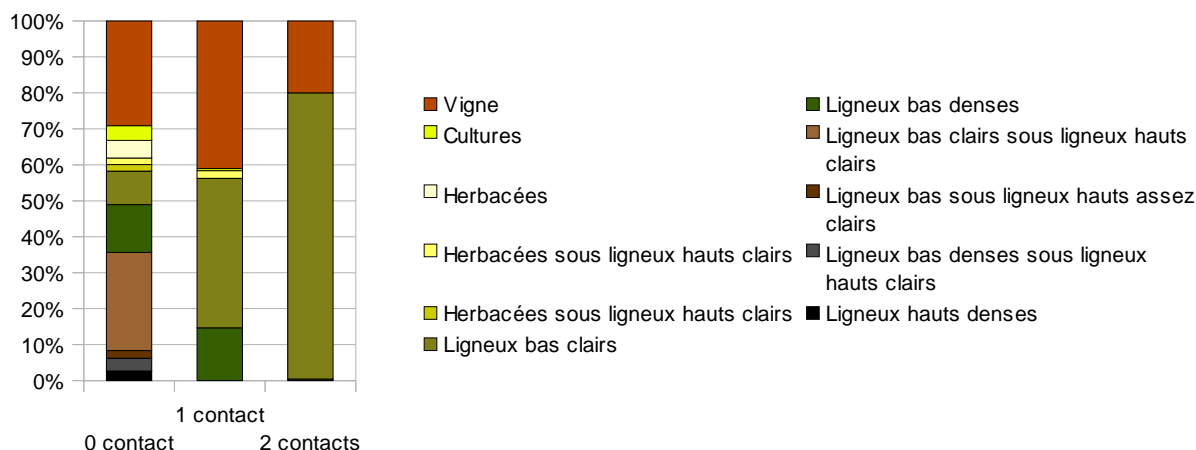 100%
90%
80%
70%
60%
50%
40%
30%
20%
10%
0%
0 contact
1 contact
2 contacts
Vigne
Cultures
Herbacées
Herbacées sous ligneux hauts clairs
Herbacées sous ligneux hauts clairs
Ligneux bas clairs
Ligneux bas denses
Ligneux bas clairs sous ligneux hauts
clairs
Ligneux bas sous ligneux hauts assez
clairs
Ligneux bas denses sous ligneux
hauts clairs
Ligneux hauts denses